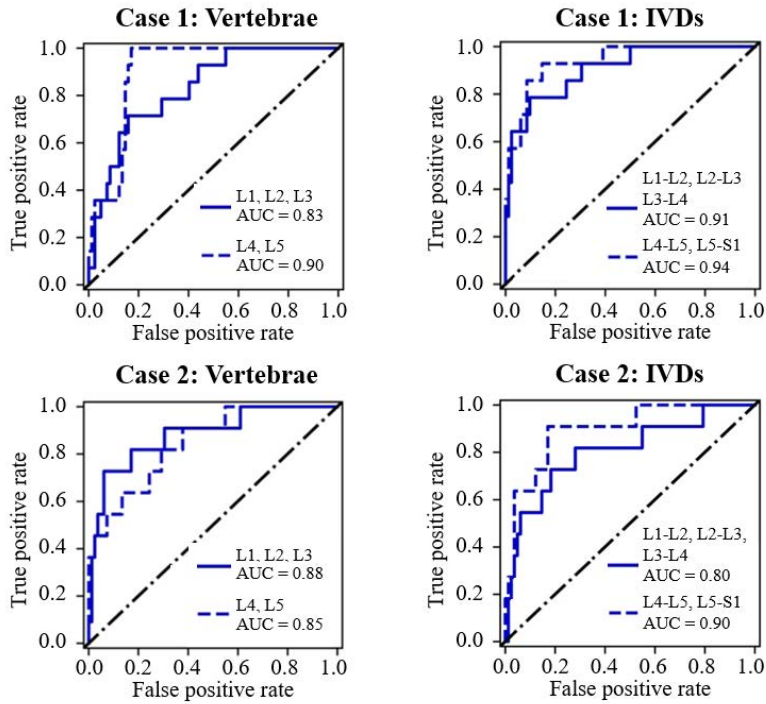 Case 1: Vertebrae
1.0
0.8
0.6
0.4
0.2
0.0
True positive rate
L1, L2, L3
AUC = 0.83
L4, L5
AUC = 0.90
0.0 0.2 0.4 0.6 0.8 1.0
False positive rate
Case 1: IVDs
1.0
0.8
0.6
0.4
0.2
0.0
True positive rate
L1-L2, L2-L3
L3-L4
AUC = 0.91
L4-L5, L5-S1
AUC = 0.94
0.0 0.2 0.4 0.6 0.8 1.0
False positive rate
Case 2: Vertebrae
1.0
0.8
0.6
0.4
0.2
0.0
True positive rate
L1, L2, L3
AUC = 0.88
L4, L5
AUC = 0.85
0.0 0.2 0.4 0.6 0.8 1.0
False positive rate
Case 2: IVDs
1.0
0.8
0.6
0.4
0.2
0.0
True positive rate
L1-L2, L2-L3,
L3-L4
AUC = 0.80
L4-L5, L5-S1
AUC = 0.90
0.0 0.2 0.4 0.6 0.8 1.0
False positive rate